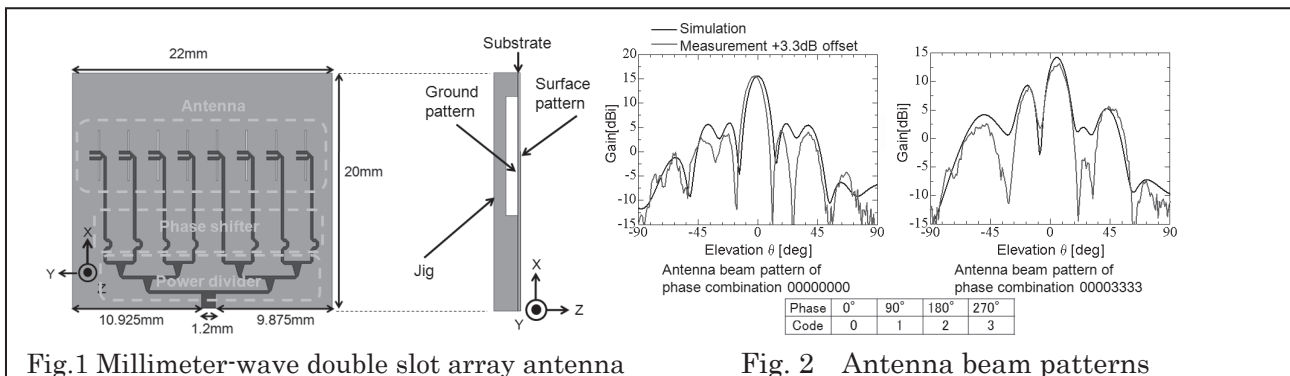 22mm
Antenna
Phase shifter
Power divider
X
Y
Z
20mm
10.925mm
1.2mm
9.875mm
Substrate
Ground pattern
Surface pattern
Jig
X
Y
Z
Fig.1 Millimeter-wave double slot array antenna
Simulation
Measurement +3.3dB offset
Gain[dBi]
20
15
10
5
0
-5
-10
-15
-90
-45
0
45
90
Elevation θ [deg]
Antenna beam pattern of
phase combination 00000000
Gain[dBi]
15
10
5
0
-5
-10
-15
-90
-45
0
45
90
Elevation θ [deg]
Antenna beam pattern of
phase combination 00003333
Phase 0° 90° 180° 270°
Code 0 1 2 3
Fig. 2 Antenna beam patterns